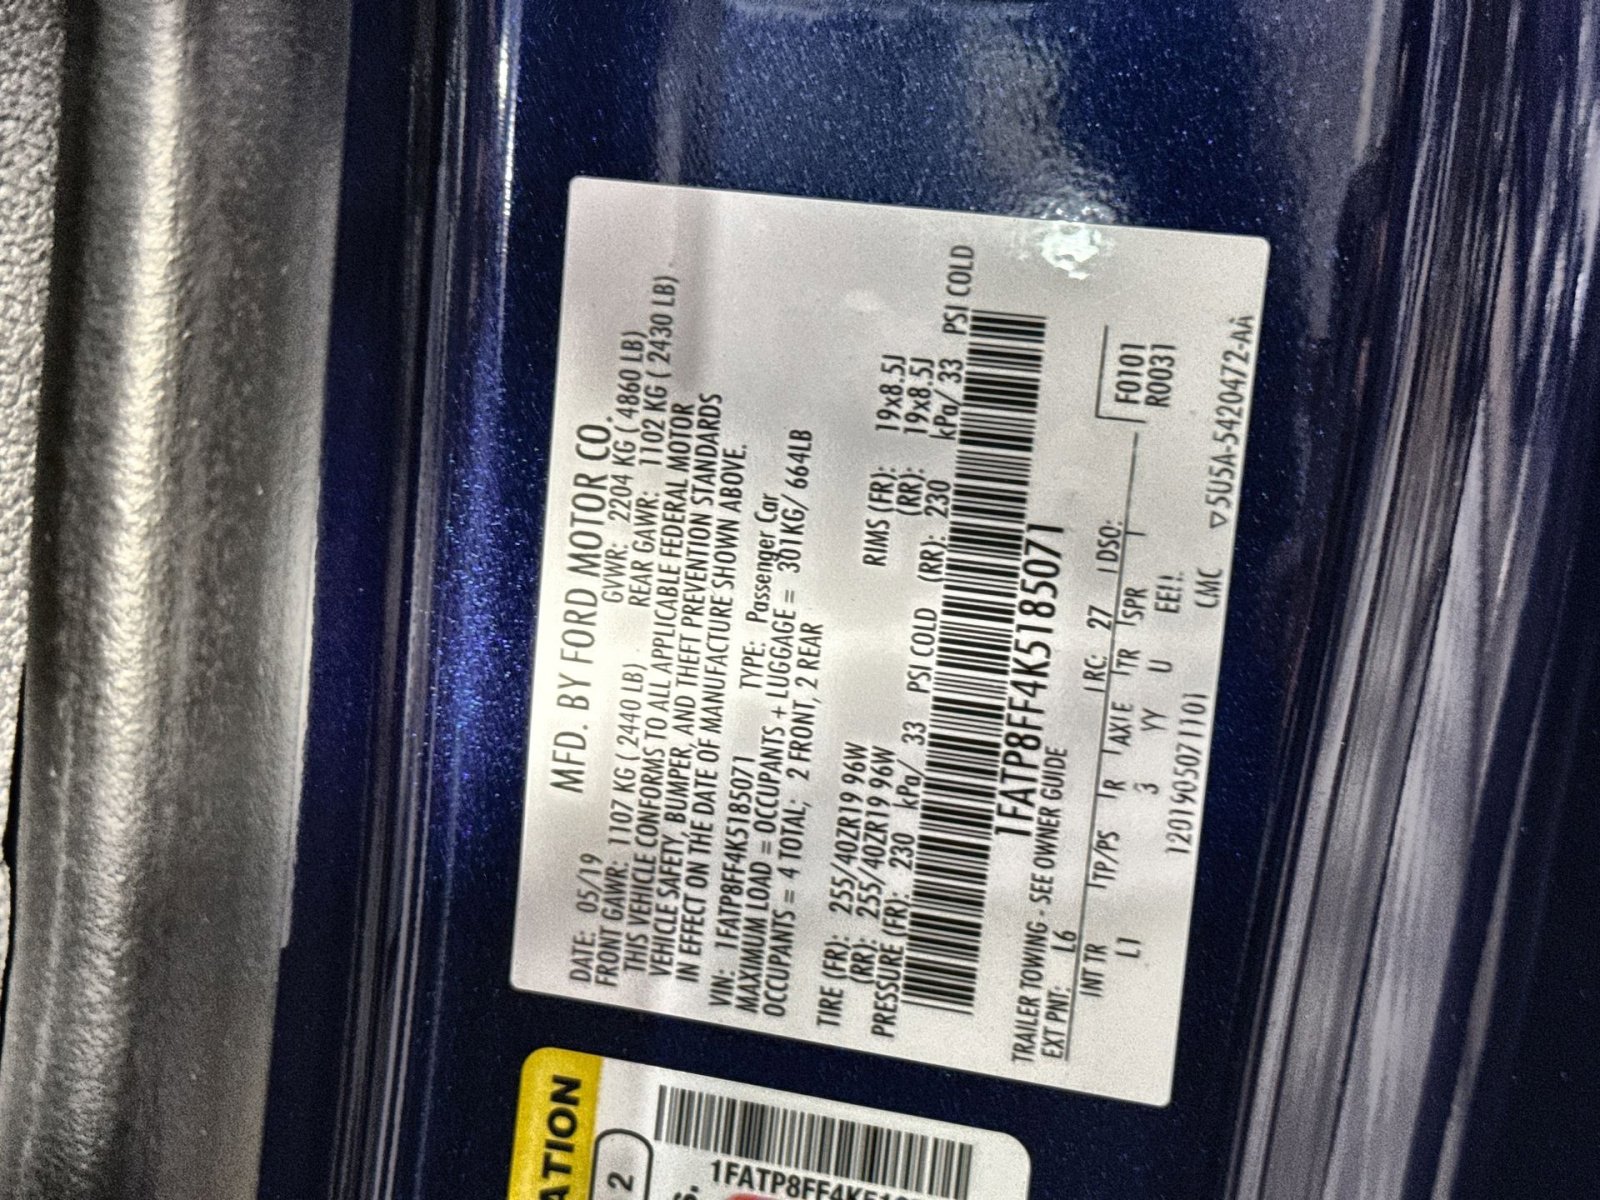 MFD. BY FORD MOTOR CO.
DATE: 05/19 GVWR: 2204 KG ( 4860 LB)
FRONT GAWR: 1107 KG ( 2440 LB) REAR GAWR: 1102 KG ( 2430 LB)
THIS VEHICLE CONFORMS TO ALL APPLICABLE FEDERAL MOTOR
VEHICLE SAFETY, BUMPER, AND THEFT PREVENTION STANDARDS
IN EFFECT ON THE DATE OF MANUFACTURE SHOWN ABOVE.
VIN: 1FATP8FF4K5185071 TYPE: Passenger Car
MAXIMUM LOAD = OCCUPANTS + LUGGAGE = 301KG/ 664LB
OCCUPANTS = 4 TOTAL; 2 FRONT, 2 REAR
TIRE (FR): 255/40ZR19 96W RIMS (FR): 19x8.5J
(RR): 255/40ZR19 96W (RR): 19x8.5J
PRESSURE (FR): 230 kPa/ 33 PSI COLD (RR): 230 kPa/ 33 PSI COLD
1FATP8FF4K5185071
TRAILER TOWING - SEE OWNER GUIDE
EXT PNT: L6 RC: 27 DSO:
INT TR TP/PS R AXIE TR SPR F0101
L1 3 YY U R0031
CMC
1201905071101 5U5A-5420472-AA
ATION
2
S.
1FATP8FF4K51